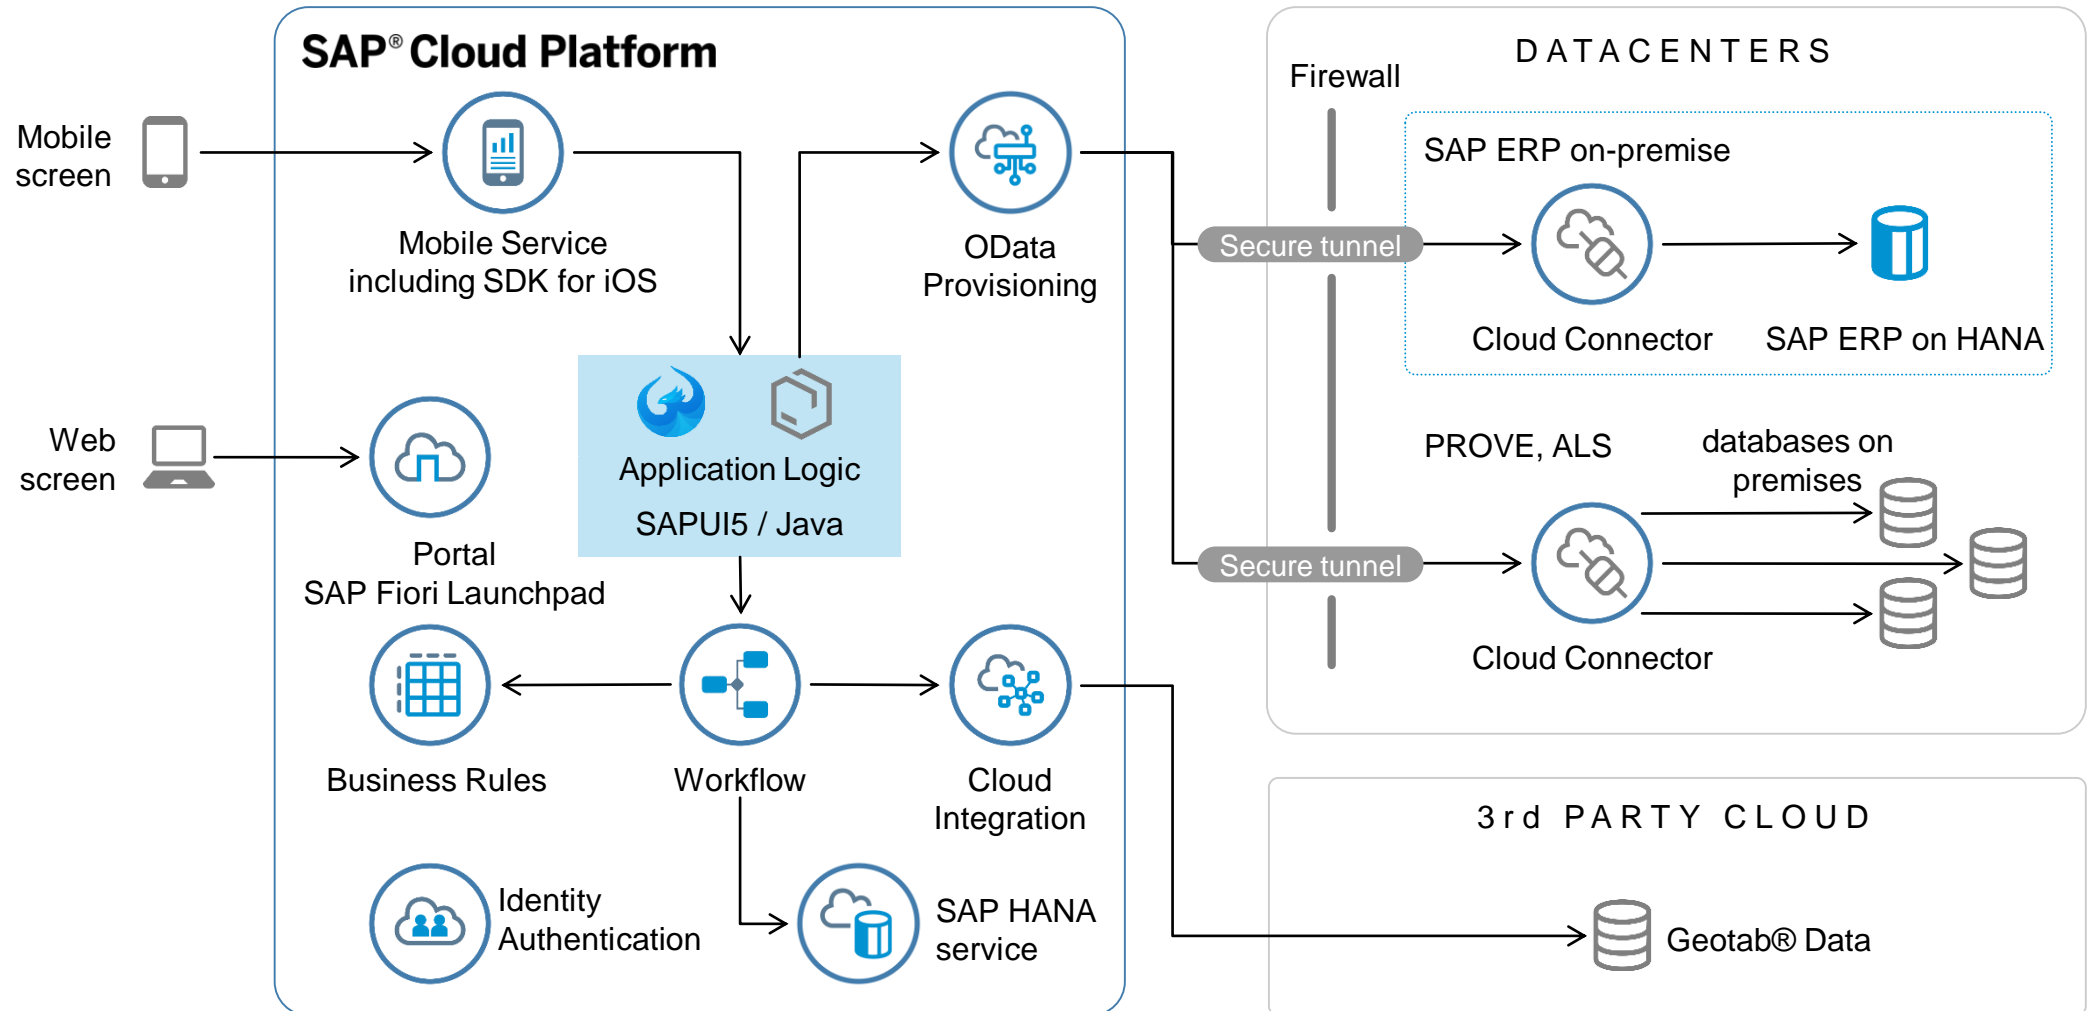 SAP® Cloud Platform
DATACENTERS
Firewall
Mobile
screen
SAP ERP on-premise
Mobile Service
including SDK for iOS
OData
Provisioning
Secure tunnel
Cloud Connector
SAP ERP on HANA
Web
screen
Application Logic
SAPUI5 / Java
PROVE, ALS
databases on
premises
Portal
SAP Fiori Launchpad
Secure tunnel
Cloud Connector
Business Rules
Workflow
Cloud
Integration
3rd PARTY CLOUD
Identity
Authentication
SAP HANA
service
Geotab® Data